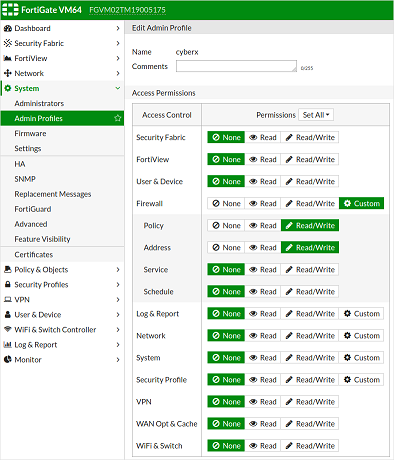 FortiGate VM64 FGVM02TM19005175
Dashboard
Security Fabric
FortiView
Network
System
Administrators
Admin Profiles
Firmware
Settings
HA
SNMP
Replacement Messages
FortiGuard
Advanced
Feature Visibility
Certificates
Policy & Objects
Security Profiles
VPN
User & Device
WiFi & Switch Controller
Log & Report
Monitor
Edit Admin Profile
Name cyberx
Comments 0/255
Access Permissions
Access Control Permissions Set All
Security Fabric None Read Read/Write
FortiView None Read Read/Write
User & Device None Read Read/Write
Firewall None Read Read/Write Custom
Policy None Read Read/Write
Address None Read Read/Write
Service None Read Read/Write
Schedule None Read Read/Write
Log & Report None Read Read/Write Custom
Network None Read Read/Write Custom
System None Read Read/Write Custom
Security Profile None Read Read/Write Custom
VPN None Read Read/Write
WAN Opt & Cache None Read Read/Write
WiFi & Switch None Read Read/Write